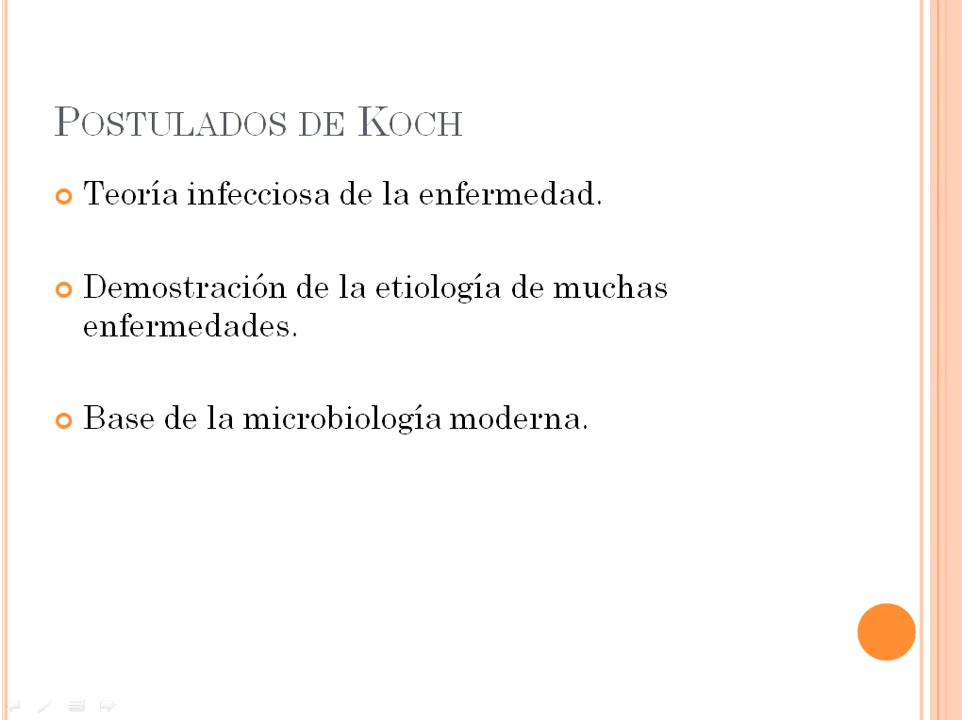 Postulados de Koch
Teoría infecciosa de la enfermedad.
Demostración de la etiología de muchas
enfermedades.
Base de la microbiología moderna.